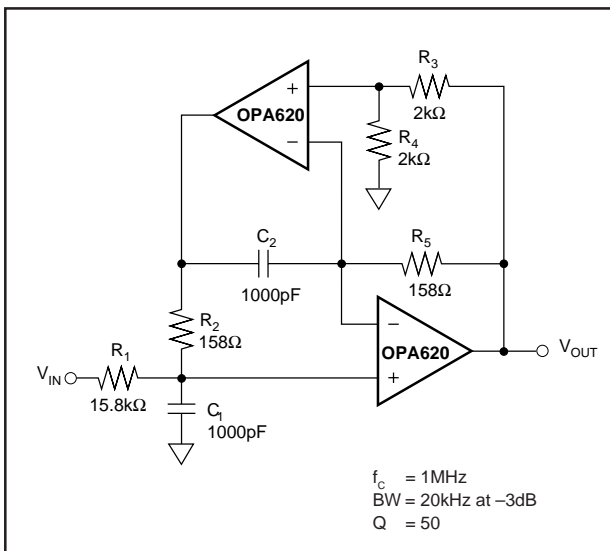 R3
2kΩ
+
OPA620
−
R4
2kΩ
C2
1000pF
R5
158Ω
R2
158Ω
−
OPA620
+
VOUT
VIN
R1
15.8kΩ
C1
1000pF
fc = 1MHz
BW = 20kHz at –3dB
Q = 50